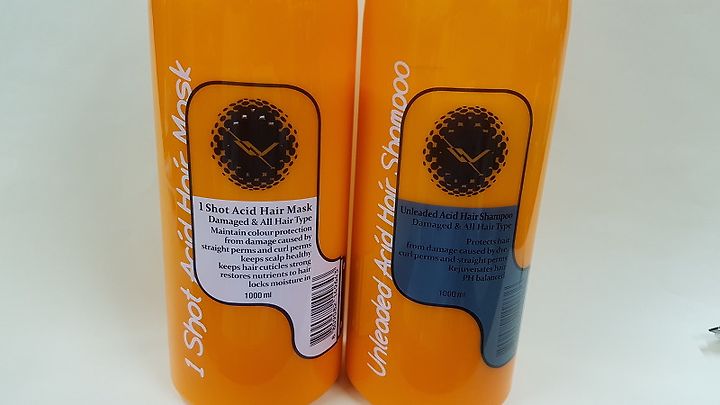 1 Shot Acid Hair Mask
1 Shot Acid Hair Mask
Damaged & All Hair Type
Maintain colour protection
from damage caused by
straight perms and curl perms
keeps scalp healthy
keeps hair cuticles strong
restores nutrients to hair
locks moisture in
1000 ml
Unleaded Acid Hair Shampoo
Unleaded Acid Hair Shampoo
Damaged & All Hair Type
Protects hair
from damage caused by dye,
curl perms and straight perms
Rejuvenates hair
PH balanced
1000 ml